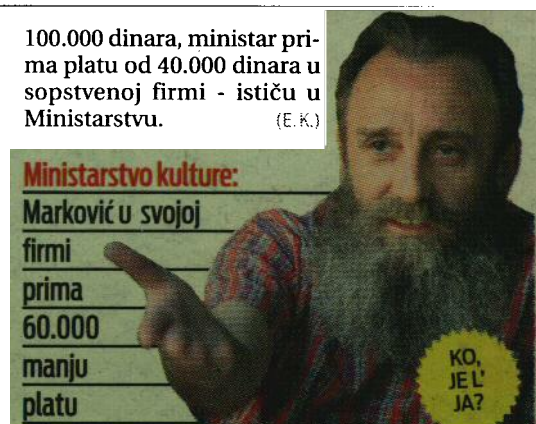 100.000 dinara, ministar pri-
ma platu od 40.000 dinara u
sopstvenoj firmi - ističu u
Ministarstvu. (E. K.)
Ministarstvo kulture:
Marković u svojoj
firmi
prima
60.000
manju
platu
KO,
JE L'
JA?